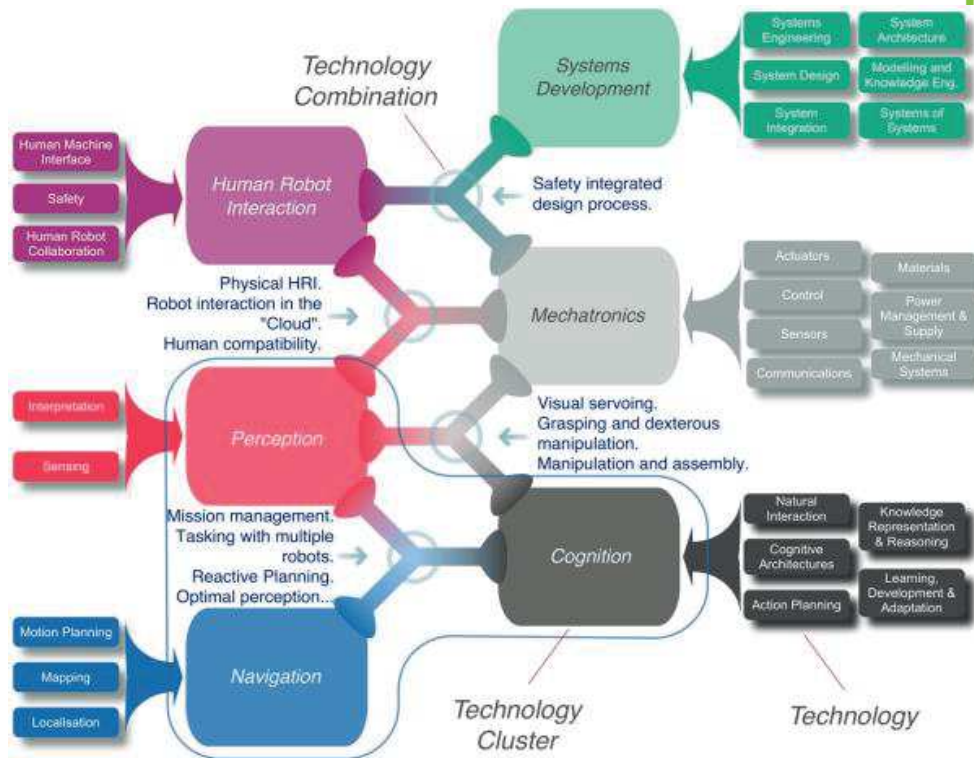 Technology
Combination
Systems
Development
Systems
Engineering
System
Architecture
System Design
Modelling and
Knowledge Eng.
System
Integration
Systems of
Systems
Human Machine
Interface
Safety
Human Robot
Collaboration
Human Robot
Interaction
Safety integrated
design process.
Physical HRI.
Robot interaction in the
"Cloud".
Human compatibility.
Mechatronics
Actuators
Materials
Control
Power
Management &
Supply
Sensors
Mechanical
Systems
Communications
Interpretation
Sensing
Perception
Visual servoing.
Grasping and dexterous
manipulation.
Manipulation and assembly.
Mission management.
Tasking with multiple
robots.
Reactive Planning.
Optimal perception...
Cognition
Natural
Interaction
Knowledge
Representation
& Reasoning
Cognitive
Architectures
Learning,
Development &
Adaptation
Action Planning
Motion Planning
Mapping
Localisation
Navigation
Technology
Cluster
Technology